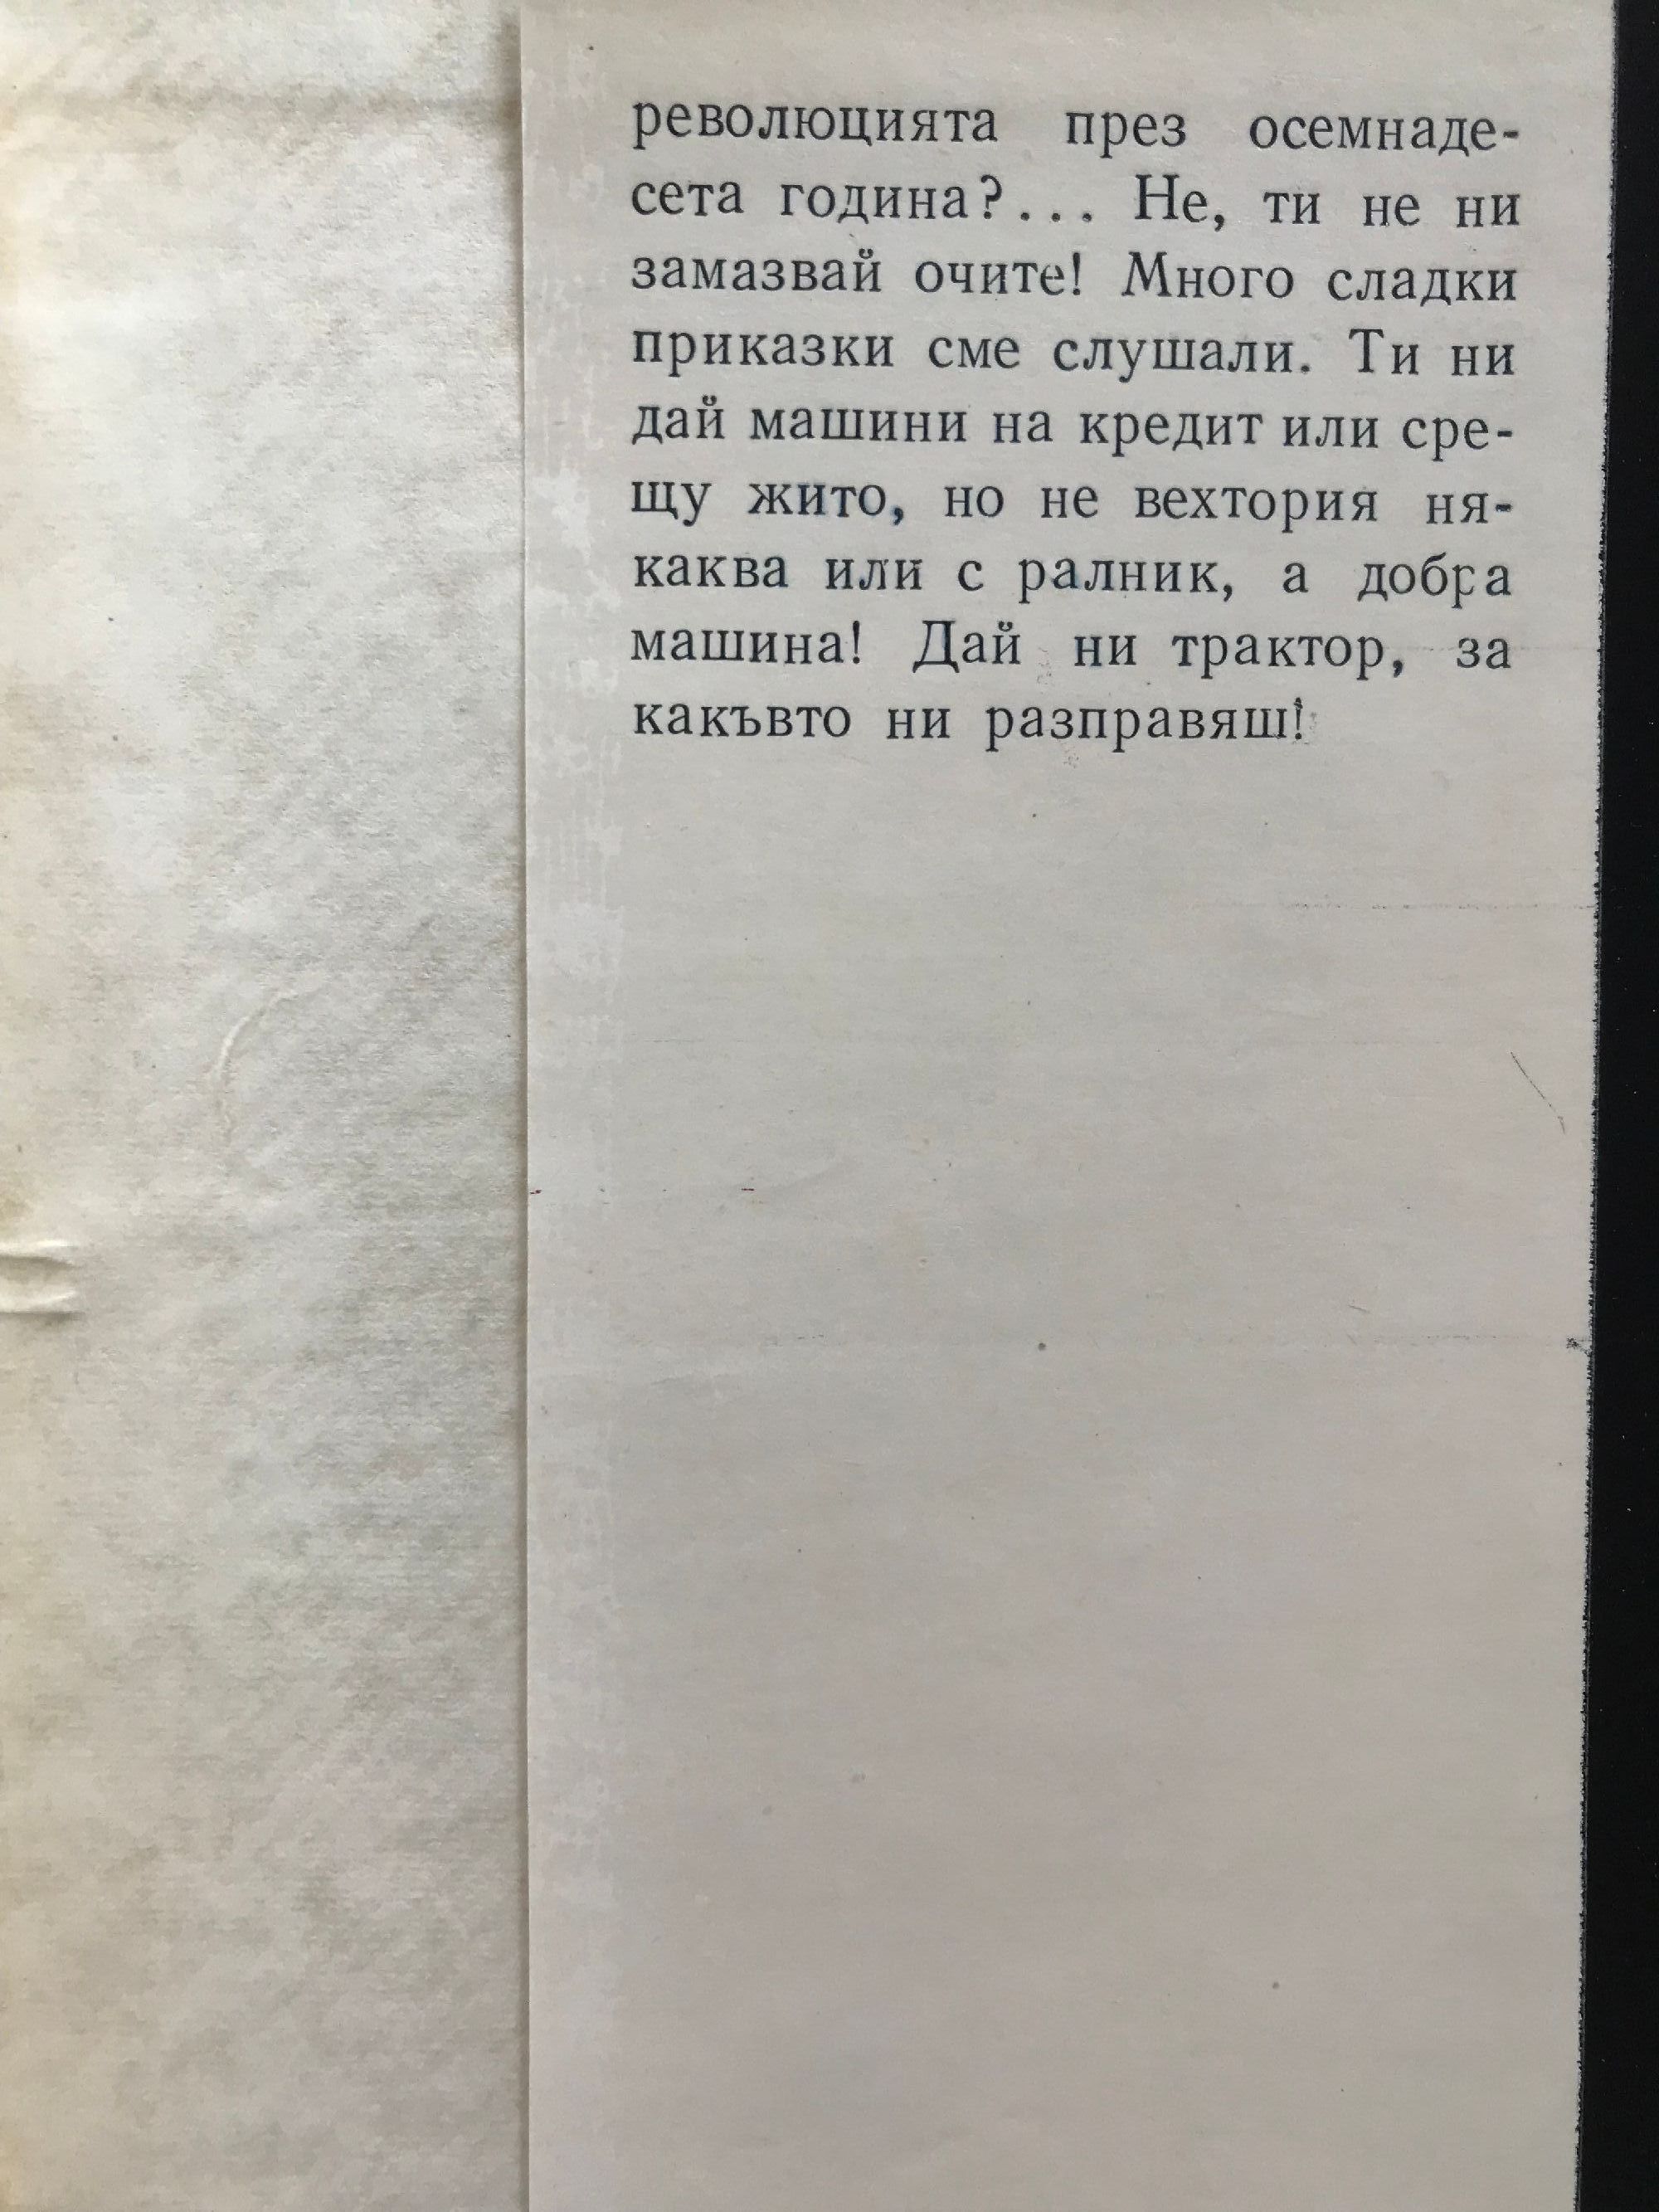 революцията през осемнаде-
сета година?... Не, ти не ни
замазвай очите! Много сладки
приказки сме слушали. Ти ни
дай машини на кредит или сре-
щу жито, но не вехтория ня-
каква или с ралник, а добра
машина! Дай ни трактор, за
какъвто ни разправяш!